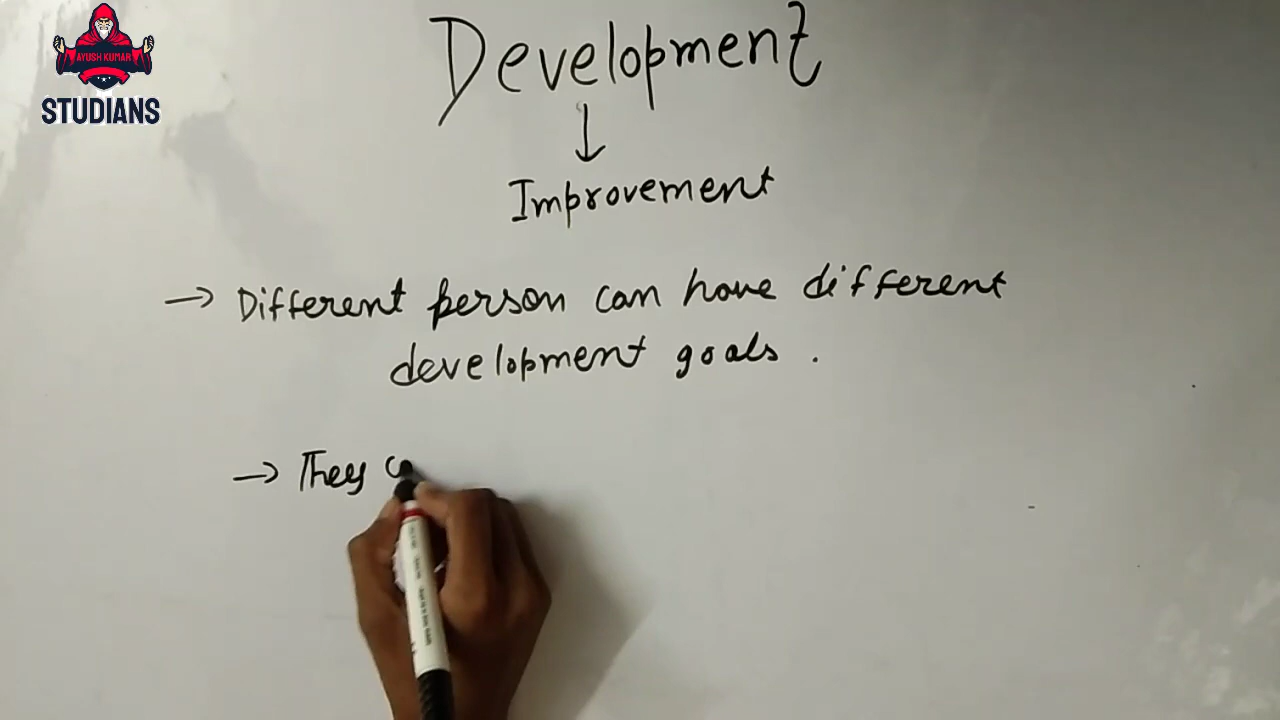 AYUSH KUMAR
STUDIANS
Development
↓
Improvement
→ Different person can have different
development goals .
→ They